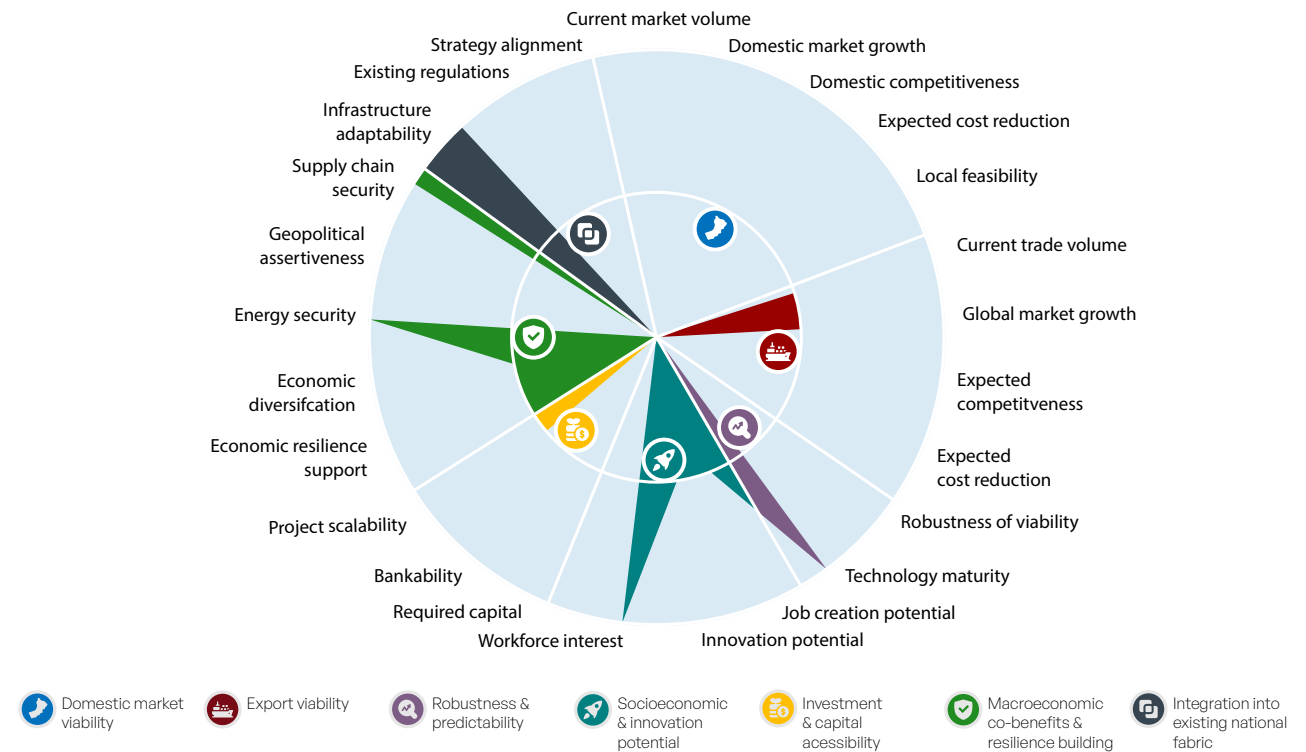 Current market volume
Domestic market growth
Domestic competitiveness
Expected cost reduction
Local feasibility
Current trade volume
Global market growth
Expected
competitveness
Expected
cost reduction
Robustness of viability
Technology maturity
Job creation potential
Innovation potential
Workforce interest
Required capital
Bankability
Project scalability
Economic resilience
support
Economic
diversifcation
Energy security
Geopolitical
assertiveness
Supply chain
security
Infrastructure
adaptability
Existing regulations
Strategy alignment
Domestic market
viability
Export viability
Robustness &
predictability
Socioeconomic
& innovation
potential
Investment
& capital
acessibility
Macroeconomic
co-benefits &
resilience building
Integration into
existing national
fabric